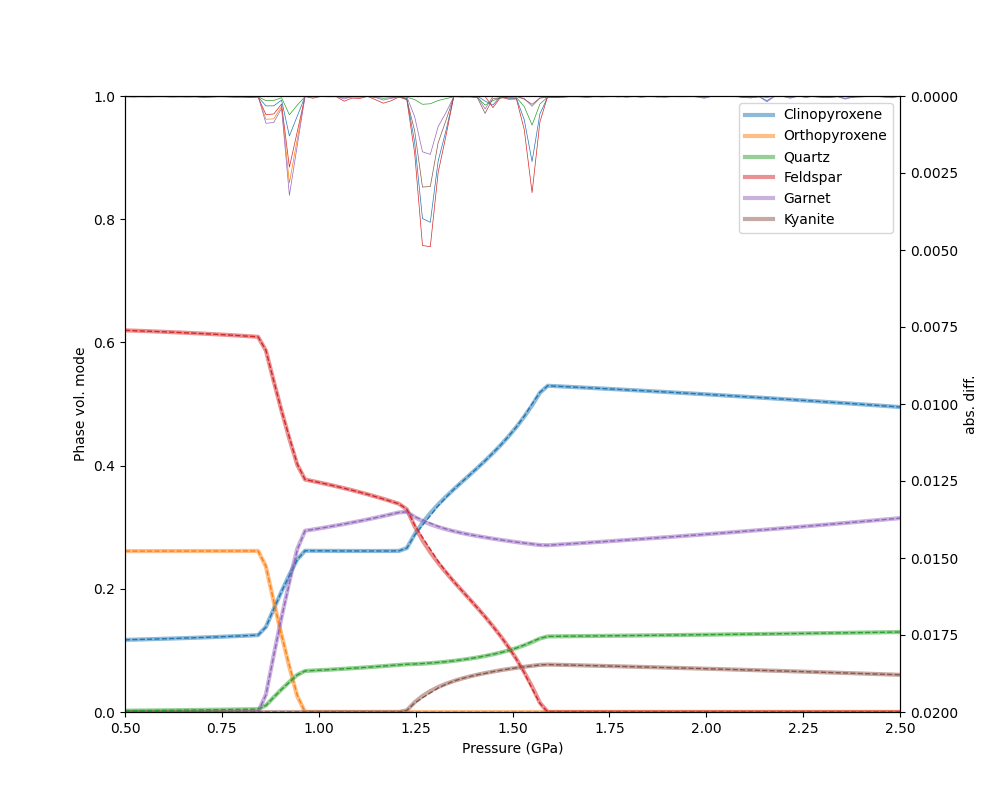 1.0
0.8
0.6
0.4
0.2
0.0
Phase vol. mode
0.50
0.75
1.00
1.25
1.50
1.75
2.00
2.25
2.50
Pressure (GPa)
0.0000
0.0025
0.0050
0.0075
0.0100
0.0125
0.0150
0.0175
0.0200
abs. diff.
Clinopyroxene
Orthopyroxene
Quartz
Feldspar
Garnet
Kyanite